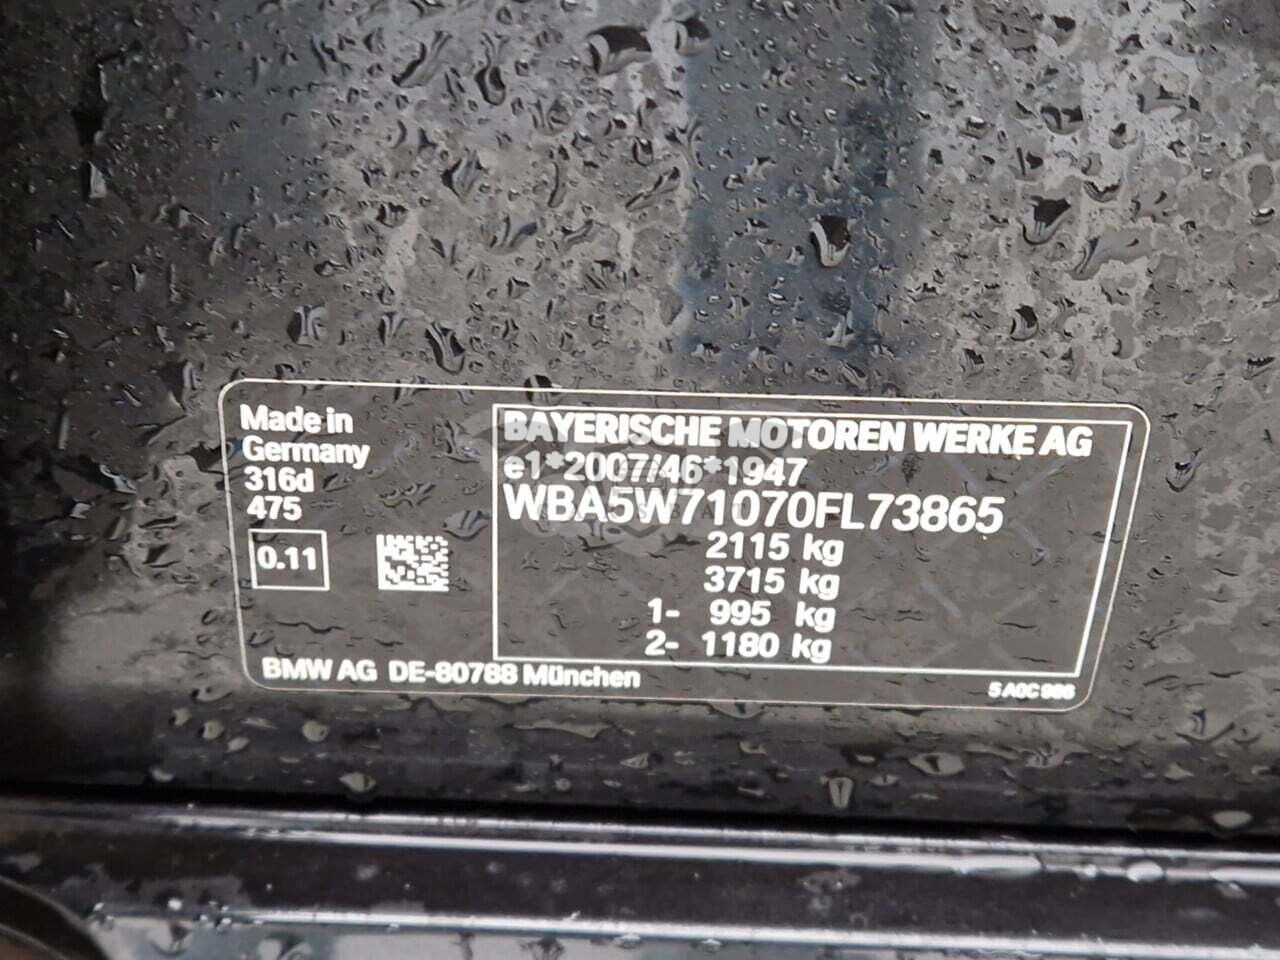 Made in
Germany
316d
475
0.11
BAYERISCHE MOTOREN WERKE AG
e1*2007/46*1947
WBA5W71070FL73865
2115 kg
3715 kg
1- 995 kg
2- 1180 kg
BMW AG DE-80788 München
5 A0C 986